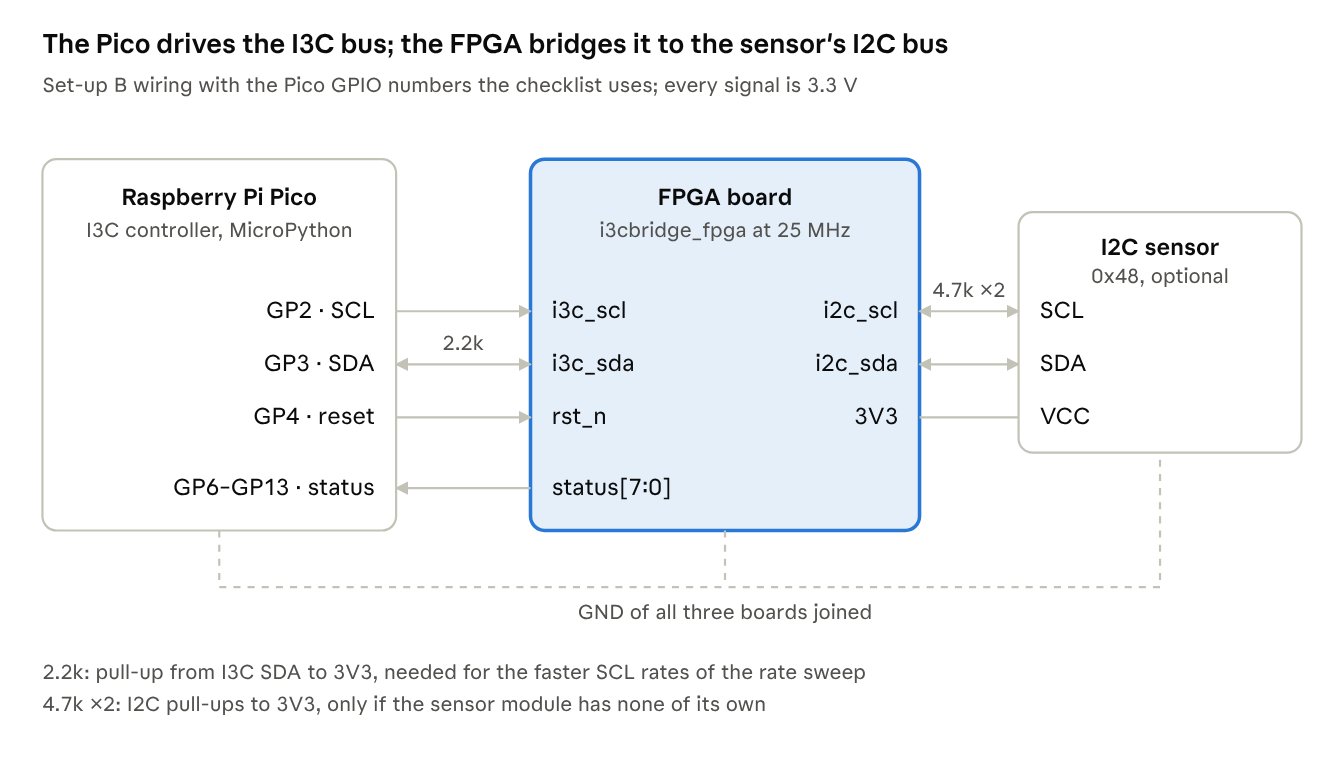 The Pico drives the I3C bus; the FPGA bridges it to the sensor's I2C bus
Set-up B wiring with the Pico GPIO numbers the checklist uses; every signal is 3.3 V
Raspberry Pi Pico
I3C controller, MicroPython
GP2 · SCL
GP3 · SDA
GP4 · reset
GP6–GP13 · status
2.2k
FPGA board
i3cbridge_fpga at 25 MHz
i3c_scl
i3c_sda
rst_n
status[7:0]
i2c_scl
i2c_sda
3V3
4.7k ×2
I2C sensor
0x48, optional
SCL
SDA
VCC
GND of all three boards joined
2.2k: pull-up from I3C SDA to 3V3, needed for the faster SCL rates of the rate sweep
4.7k ×2: I2C pull-ups to 3V3, only if the sensor module has none of its own